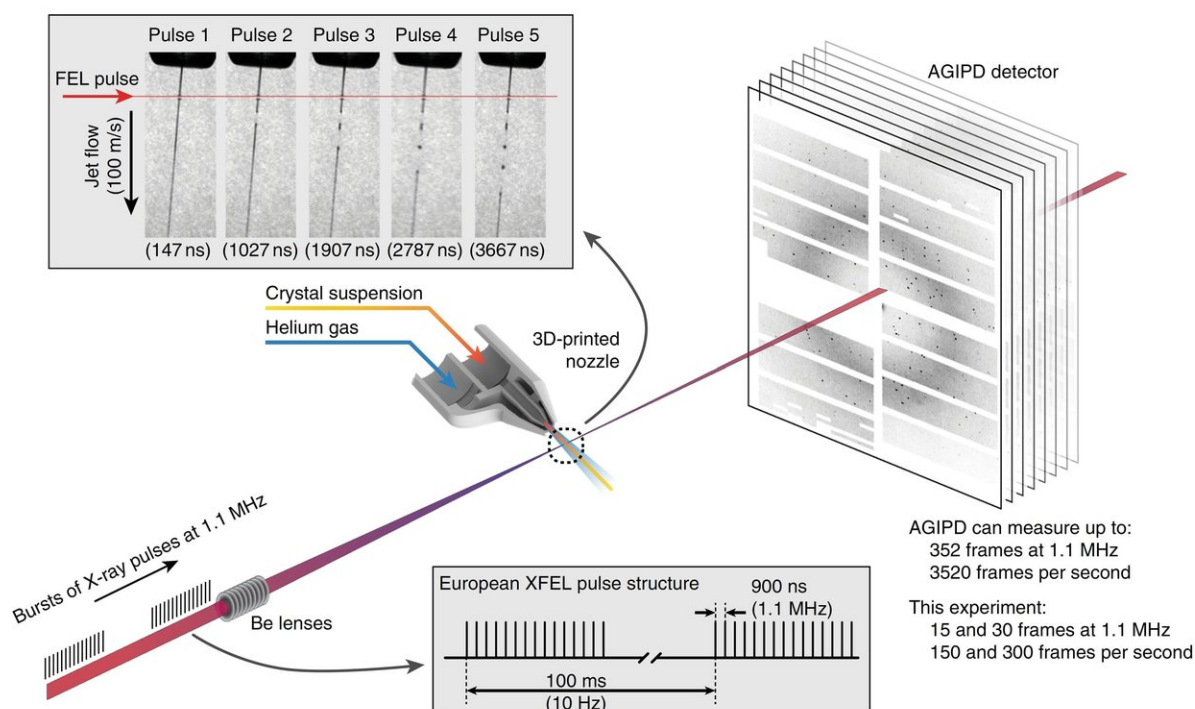 Pulse 1 Pulse 2 Pulse 3 Pulse 4 Pulse 5
FEL pulse
Jet flow
(100 m/s)
(147 ns) (1027 ns) (1907 ns) (2787 ns) (3667 ns)
AGIPD detector
Crystal suspension
Helium gas
3D-printed
nozzle
Bursts of X-ray pulses at 1.1 MHz
Be lenses
European XFEL pulse structure
900 ns
(1.1 MHz)
100 ms
(10 Hz)
AGIPD can measure up to:
352 frames at 1.1 MHz
3520 frames per second
This experiment:
15 and 30 frames at 1.1 MHz
150 and 300 frames per second